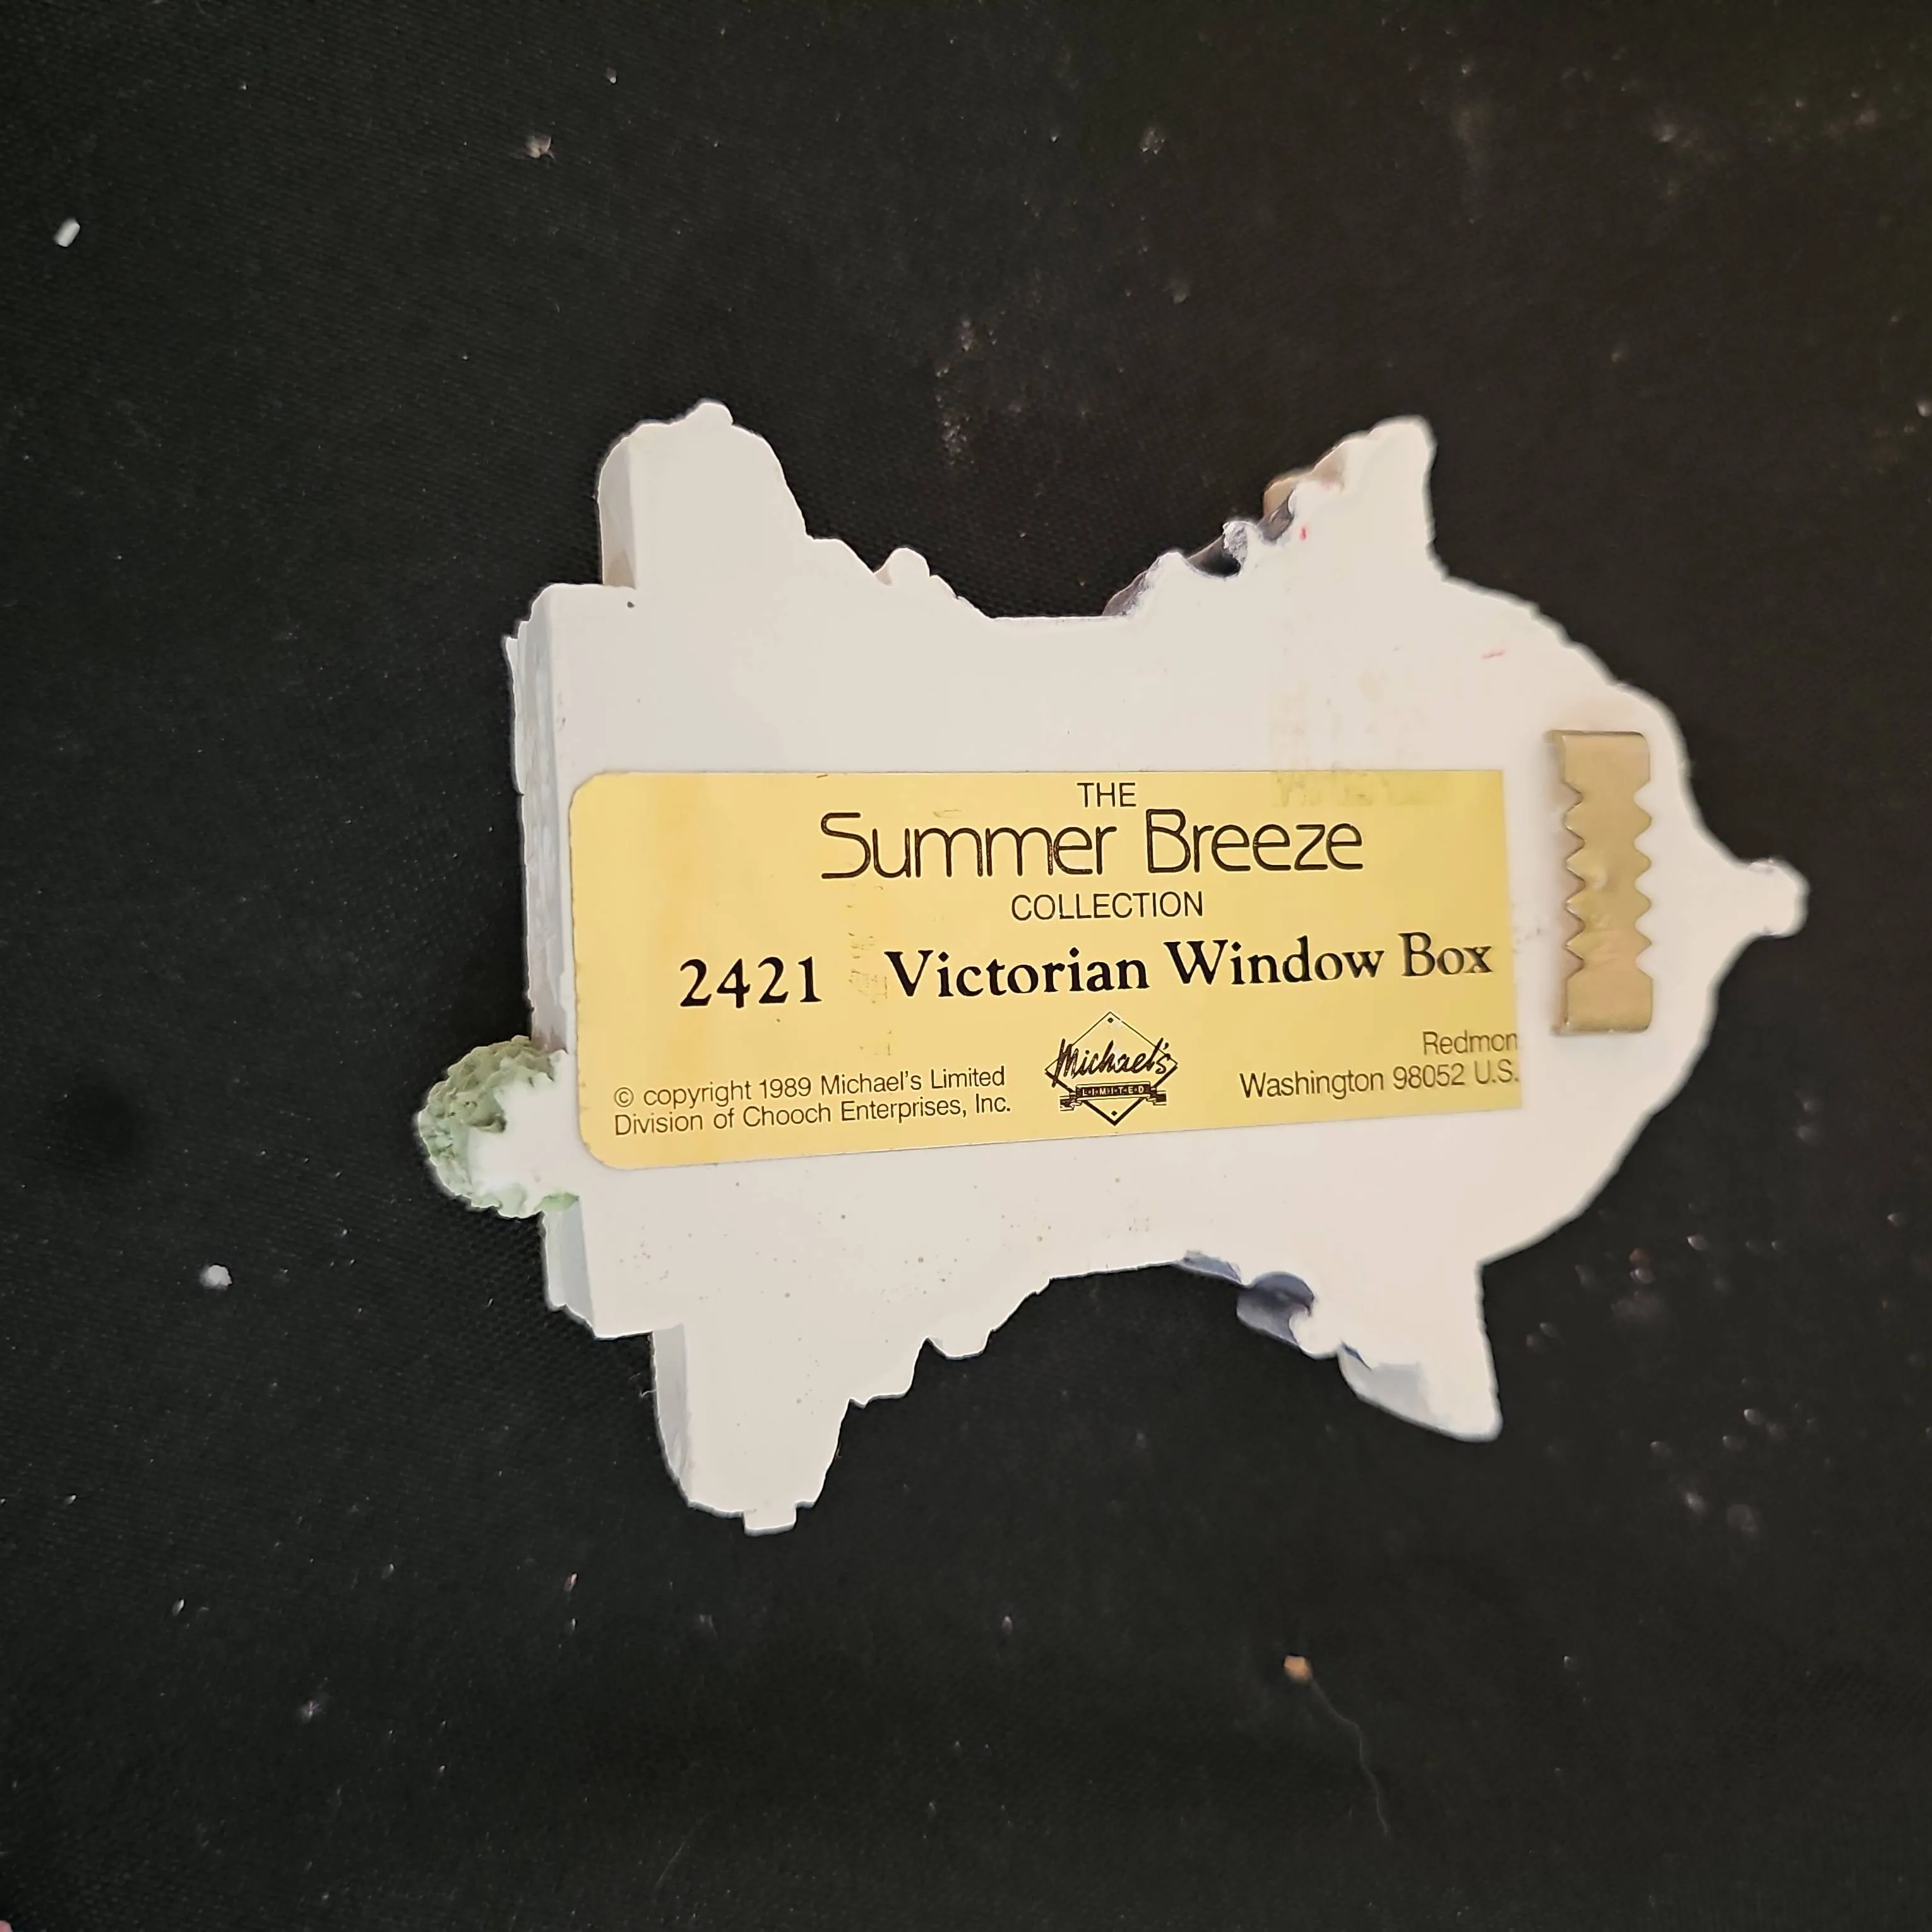 THE
Summer Breeze
COLLECTION
2421 Victorian Window Box
© copyright 1989 Michael's Limited
Division of Chooch Enterprises, Inc.
Michael's
LIMITED
Redmon
Washington 98052 U.S.